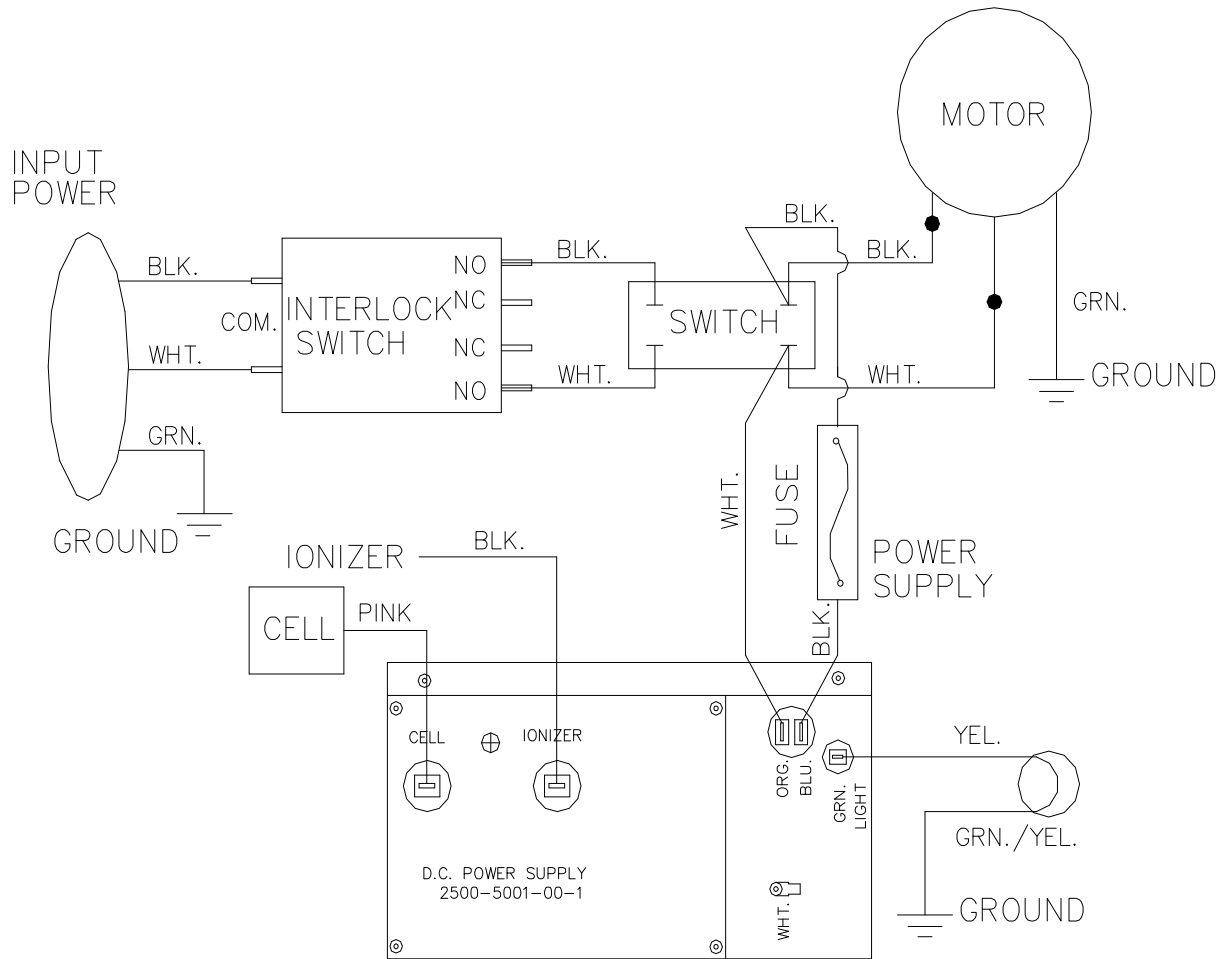 MOTOR
INPUT
POWER
BLK.
BLK.
BLK.
BLK.
NO
INTERLOCK
SWITCH
NC
COM.
SWITCH
GRN.
WHT.
NC
NO
WHT.
WHT.
GROUND
GRN.
GROUND
WHT.
FUSE
POWER
SUPPLY
IONIZER
BLK.
CELL
PINK
BLK.
CELL
IONIZER
ORG.
BLU.
GRN.
LIGHT
YEL.
GRN./YEL.
D.C. POWER SUPPLY
2500-5001-00-1
WHT.
GROUND